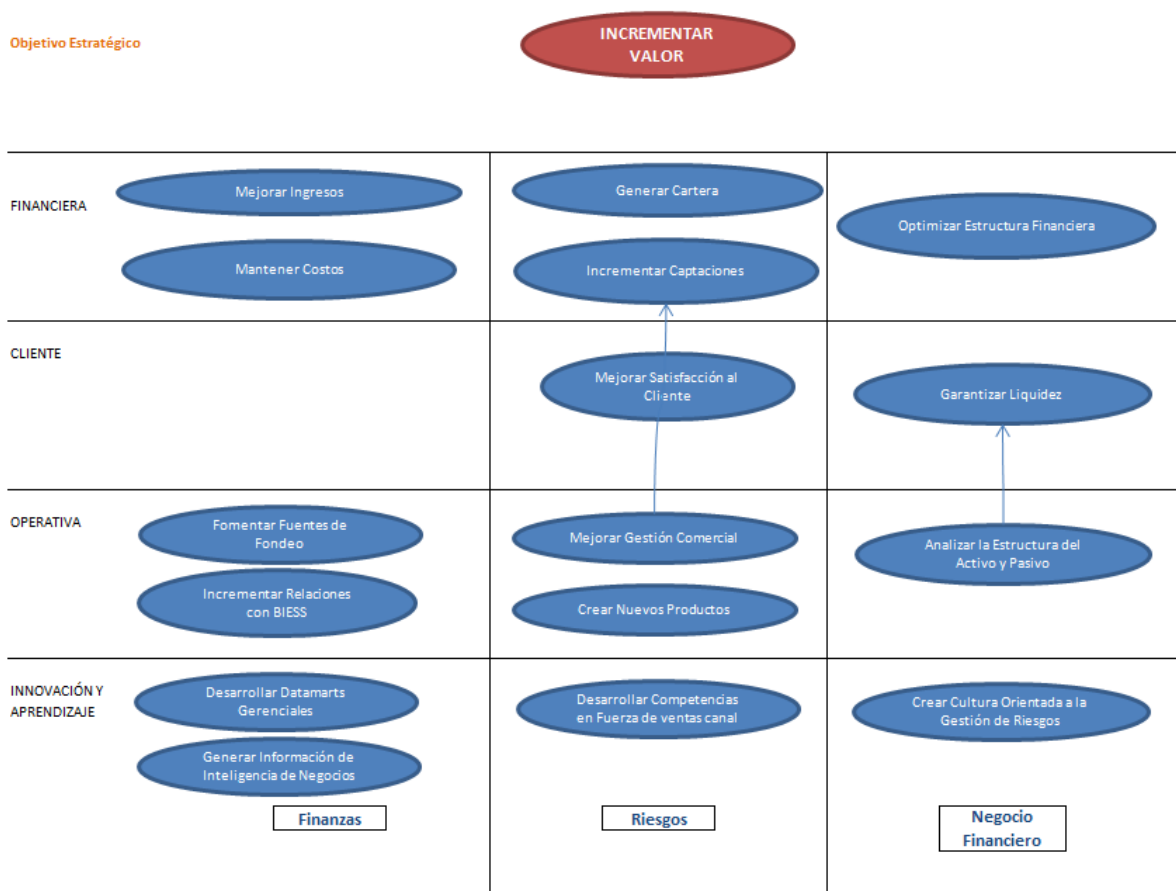 Objetivo Estratégico
INCREMENTAR
VALOR
FINANCIERA
Mejorar Ingresos
Generar Cartera
Optimizar Estructura Financiera
Mantener Costos
Incrementar Captaciones
CLIENTE
Mejorar Satisfacción al
Cliente
Garantizar Liquidez
OPERATIVA
Fomentar Fuentes de
Fondeo
Mejorar Gestión Comercial
Analizar la Estructura del
Activo y Pasivo
Incrementar Relaciones
con BIESS
Crear Nuevos Productos
INNOVACIÓN Y
APRENDIZAJE
Desarrollar Datamarts
Gerenciales
Desarrollar Competencias
en Fuerza de ventas canal
Crear Cultura Orientada a la
Gestión de Riesgos
Generar Información de
Inteligencia de Negocios
Finanzas
Riesgos
Negocio
Financiero